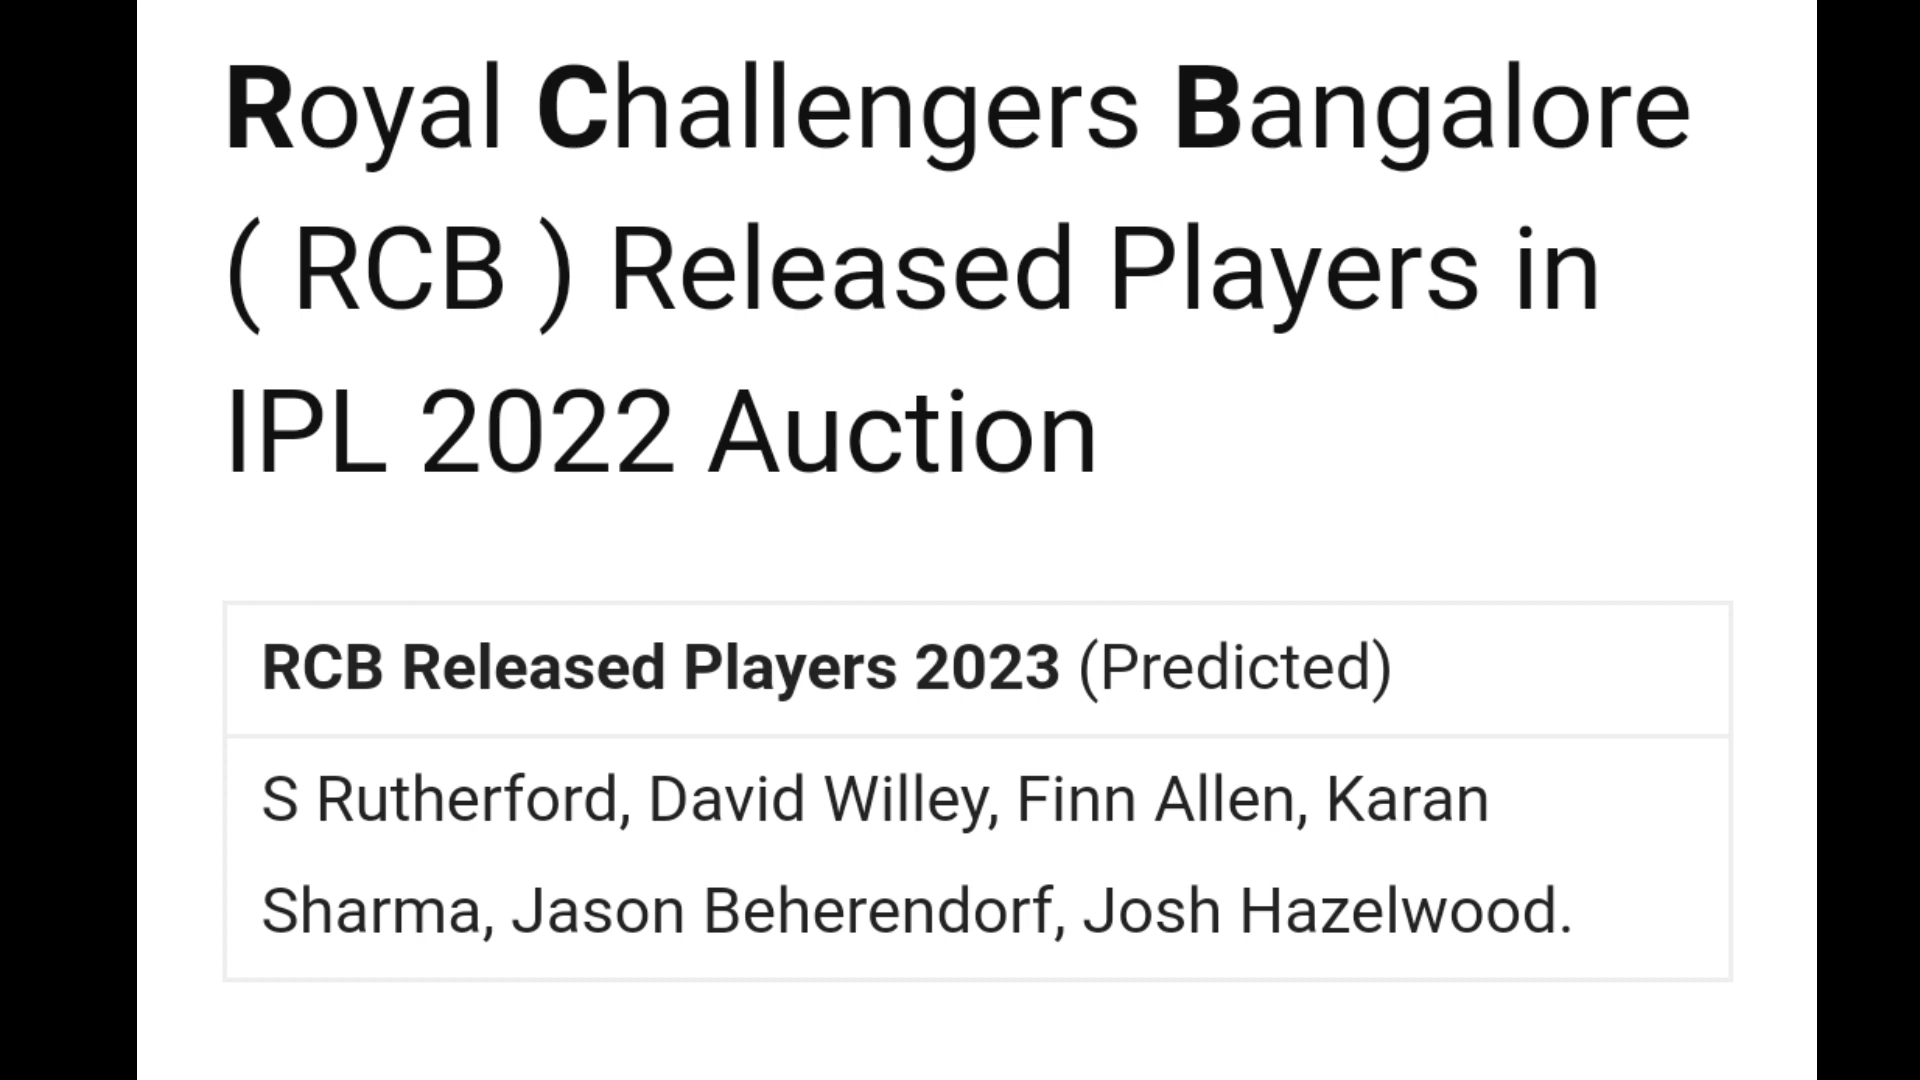 Royal Challengers Bangalore
( RCB ) Released Players in
IPL 2022 Auction
RCB Released Players 2023 (Predicted)
S Rutherford, David Willey, Finn Allen, Karan
Sharma, Jason Beherendorf, Josh Hazelwood.